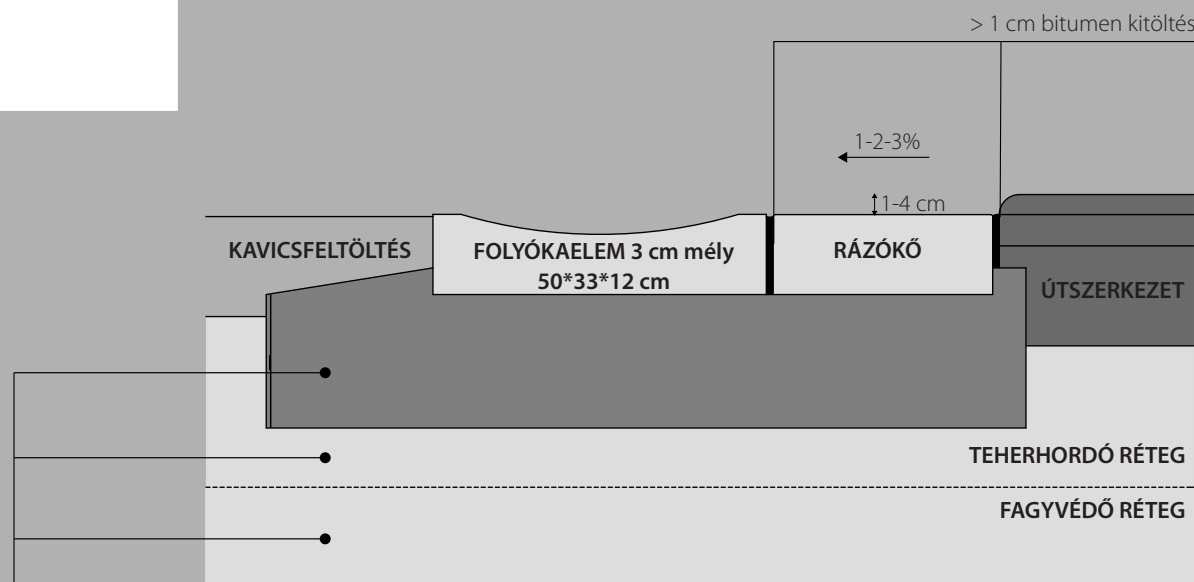 > 1 cm bitumen kitöltés
1-2-3%
1-4 cm
KAVICSFELTÖLTÉS
FOLYÓKAELEM 3 cm mély
50*33*12 cm
RÁZÓKŐ
ÚTSZERKEZET
TEHERHORDÓ RÉTEG
FAGYVÉDŐ RÉTEG